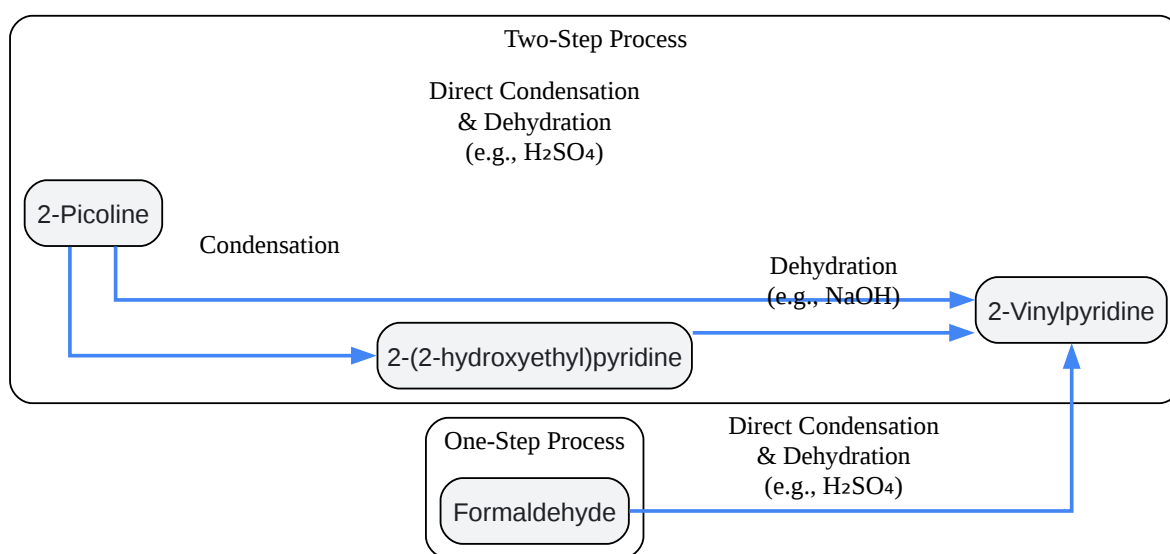 Two-Step Process
Direct Condensation
& Dehydration
(e.g., H₂SO₄)
2-Picoline
Condensation
Dehydration
(e.g., NaOH)
2-Vinylpyridine
2-(2-hydroxyethyl)pyridine
One-Step Process
Direct Condensation
& Dehydration
(e.g., H₂SO₄)
Formaldehyde